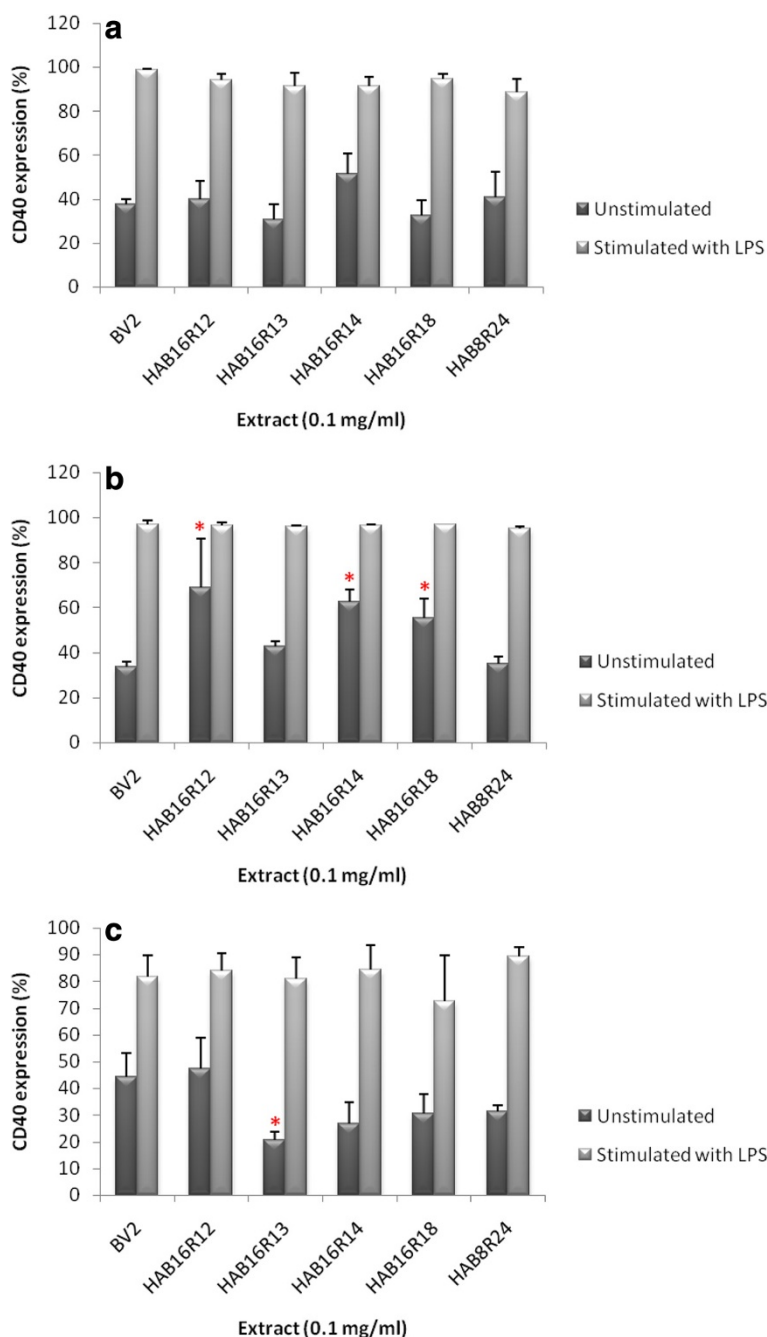 a
120
100
80
60
40
20
0
CD40 expression (%)
BV2
HAB16R12
HAB16R13
HAB16R14
HAB16R18
HAB8R24
Extract (0.1 mg/ml)
Unstimulated
Stimulated with LPS
b
120
100
80
60
40
20
0
CD40 expression (%)
*
*
*
BV2
HAB16R12
HAB16R13
HAB16R14
HAB16R18
HAB8R24
Extract (0.1 mg/ml)
Unstimulated
Stimulated with LPS
c
100
90
80
70
60
50
40
30
20
10
0
CD40 expression (%)
*
BV2
HAB16R12
HAB16R13
HAB16R14
HAB16R18
HAB8R24
Extract (0.1 mg/ml)
Unstimulated
Stimulated with LPS